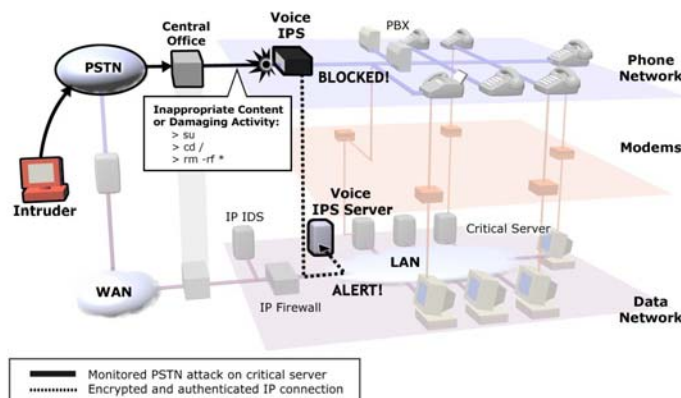 Voice
IPS
Central
Office
PBX
PSTN
BLOCKED!
Phone
Network
Inappropriate Content
or Damaging Activity:
> su
> cd /
> rm -rf *
Modems
Intruder
Voice
IPS Server
IP IDS
Critical Server
LAN
WAN
IP Firewall
ALERT!
Data
Network
Monitored PSTN attack on critical server
Encrypted and authenticated IP connection